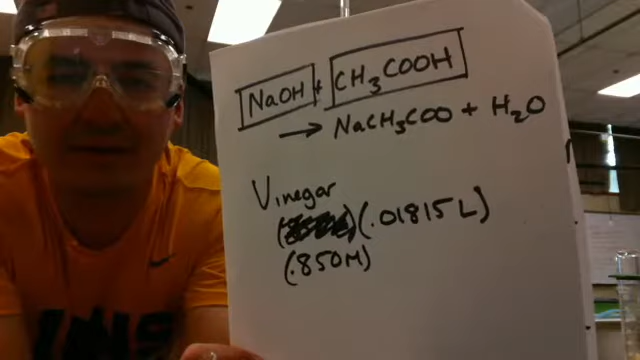 NaOH + CH₃COOH
→ NaCH₃COO + H₂O
Vinegar
(.01815 L)
(.850M)